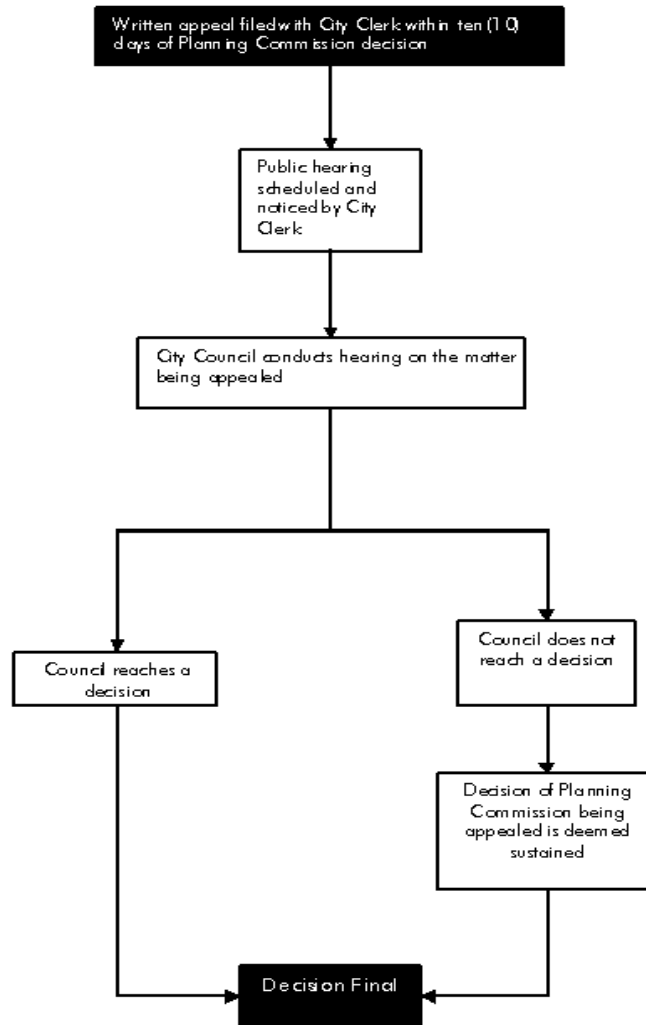 Written appeal filed with City Clerk within ten (10)
days of Planning Commission decision
Public hearing
scheduled and
noticed by City
Clerk
City Council conducts hearing on the matter
being appealed
Council reaches a
decision
Council does not
reach a decision
Decision of Planning
Commission being
appealed is deemed
sustained
Decision Final